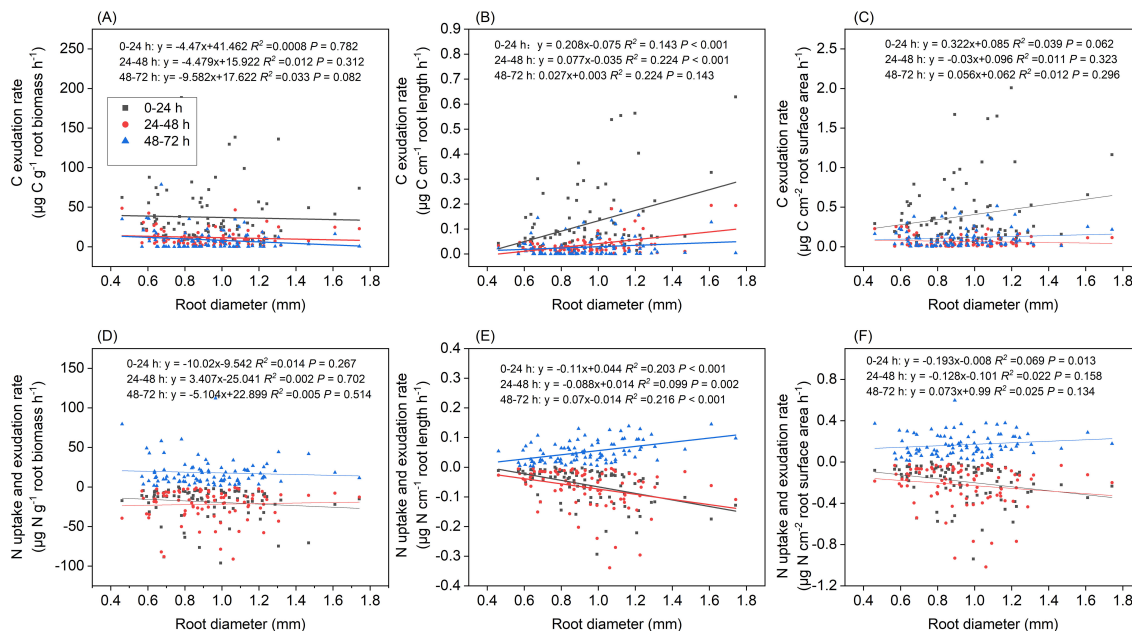 (A)
0-24 h: y = -4.47x+41.462 R² =0.0008 P = 0.782
24-48 h: y = -4.479x+15.922 R² =0.012 P = 0.312
48-72 h: y = -9.582x+17.622 R² =0.033 P = 0.082
0-24 h
24-48 h
48-72 h
C exudation rate
(µg C g⁻¹ root biomass h⁻¹)
250
200
150
100
50
0
0.4 0.6 0.8 1.0 1.2 1.4 1.6 1.8
Root diameter (mm)
(B)
0-24 h: y = 0.208x-0.075 R² = 0.143 P < 0.001
24-48 h: y = 0.077x-0.035 R² = 0.224 P < 0.001
48-72 h: 0.027x+0.003 R² = 0.224 P = 0.143
C exudation rate
(µg C cm⁻¹ root length h⁻¹)
0.9
0.8
0.7
0.6
0.5
0.4
0.3
0.2
0.1
0.0
0.4 0.6 0.8 1.0 1.2 1.4 1.6 1.8
Root diameter (mm)
(C)
0-24 h: y = 0.322x+0.085 R² =0.039 P = 0.062
24-48 h: y = -0.03x+0.096 R² =0.011 P = 0.323
48-72 h: y = 0.056x+0.062 R² =0.012 P = 0.296
C exudation rate
(µg C cm⁻² root surface area h⁻¹)
2.5
2.0
1.5
1.0
0.5
0.0
0.4 0.6 0.8 1.0 1.2 1.4 1.6 1.8
Root diameter (mm)
(D)
0-24 h: y = -10.02x-9.542 R² =0.014 P = 0.267
24-48 h: y = 3.407x-25.041 R² =0.002 P = 0.702
48-72 h: y = -5.104x+22.899 R² =0.005 P = 0.514
N uptake and exudation rate
(µg N g⁻¹ root biomass h⁻¹)
150
100
50
0
-50
-100
0.4 0.6 0.8 1.0 1.2 1.4 1.6 1.8
Root diameter (mm)
(E)
0-24 h: y = -0.11x+0.044 R² =0.203 P < 0.001
24-48 h: y = -0.088x+0.014 R² =0.099 P = 0.002
48-72 h: y = 0.07x-0.014 R² =0.216 P < 0.001
N uptake and exudation rate
(µg N cm⁻¹ root length h⁻¹)
0.4
0.3
0.2
0.1
0.0
-0.1
-0.2
-0.3
-0.4
0.4 0.6 0.8 1.0 1.2 1.4 1.6 1.8
Root diameter (mm)
(F)
0-24 h: y = -0.193x-0.008 R² =0.069 P = 0.013
24-48 h: y = -0.128x-0.101 R² =0.022 P = 0.158
48-72 h: y = 0.073x+0.99 R² =0.025 P = 0.134
N uptake and exudation rate
(µg N cm⁻² root surface area h⁻¹)
0.8
0.4
0.0
-0.4
-0.8
-1.2
0.4 0.6 0.8 1.0 1.2 1.4 1.6 1.8
Root diameter (mm)